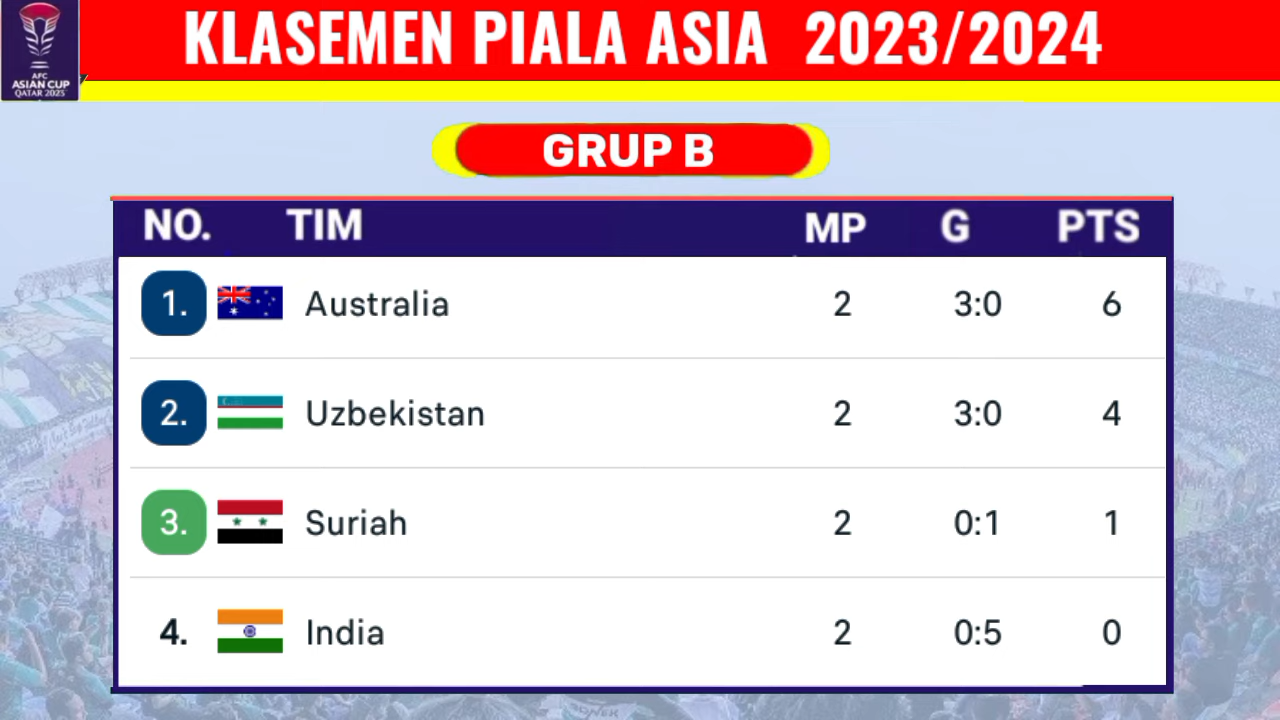 KLASEMEN PIALA ASIA 2023/2024
AFC
ASIAN CUP
QATAR 2023
GRUP B
NO. TIM MP G PTS
1. Australia 2 3:0 6
2. Uzbekistan 2 3:0 4
3. Suriah 2 0:1 1
4. India 2 0:5 0